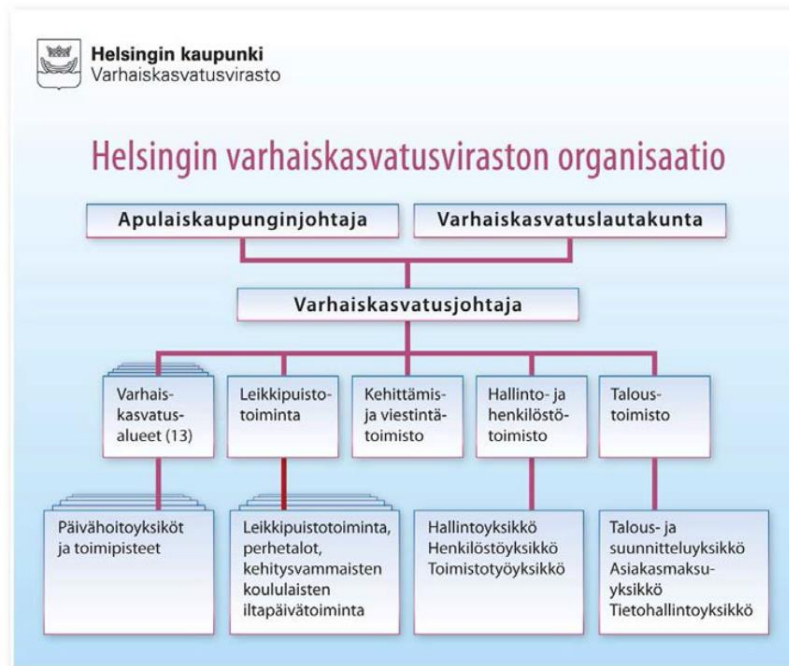 Helsingin kaupunki
Varhaiskasvatusvirasto
Helsingin varhaiskasvatusviraston organisaatio
Apulaiskaupunginjohtaja
Varhaiskasvatuslautakunta
Varhaiskasvatusjohtaja
Varhais-
kasvatus-
alueet (13)
Leikkipuisto-
toiminta
Kehittämis-
ja viestintä-
toimisto
Hallinto- ja
henkilöstö-
toimisto
Talous-
toimisto
Päivähoitoyksiköt
ja toimipisteet
Leikkipuistotoiminta,
perhetalot,
kehitysvammaisten
koululaisten
iltapäivätoiminta
Hallintoyksikkö
Henkilöstöyksikkö
Toimistotyöyksikkö
Talous- ja
suunnitteluyksikkö
Asiakasmaksu-
yksikkö
Tietohallintoyksikkö